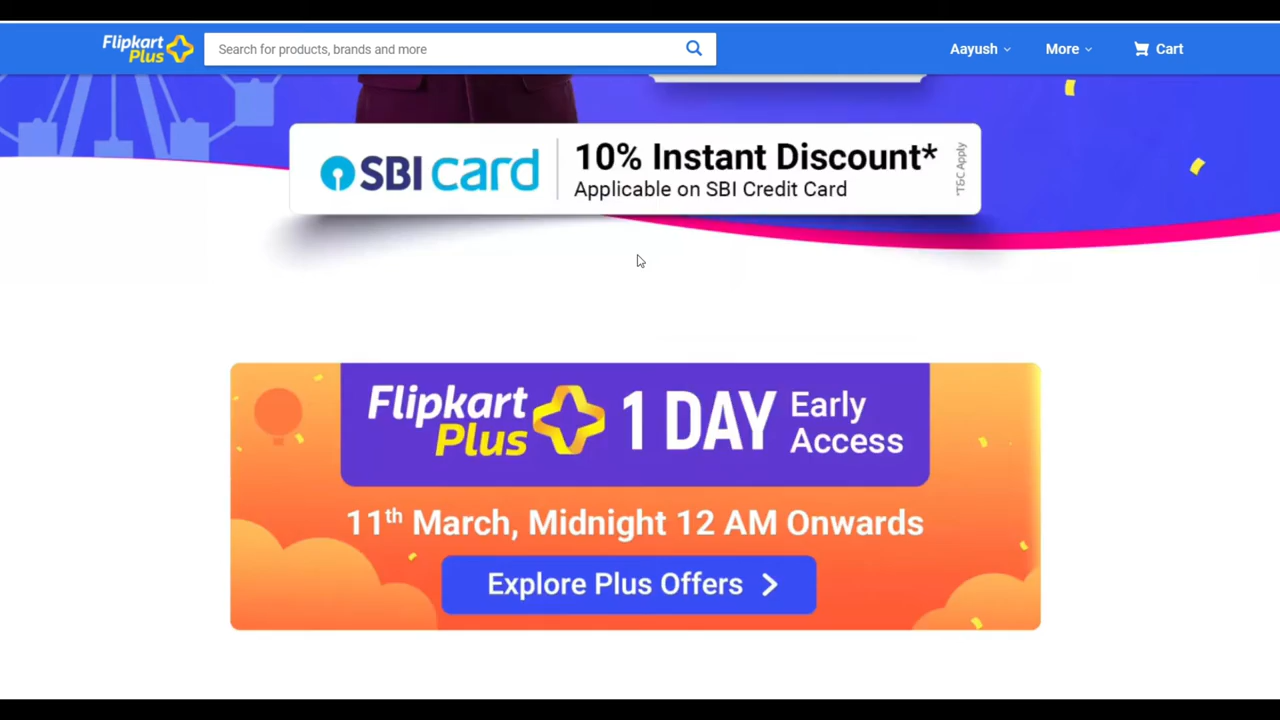 Flipkart
Plus
Search for products, brands and more
Aayush
More
Cart
SBI card
10% Instant Discount*
Applicable on SBI Credit Card
*T&C Apply
Flipkart
Plus
1 DAY
Early
Access
11th March, Midnight 12 AM Onwards
Explore Plus Offers